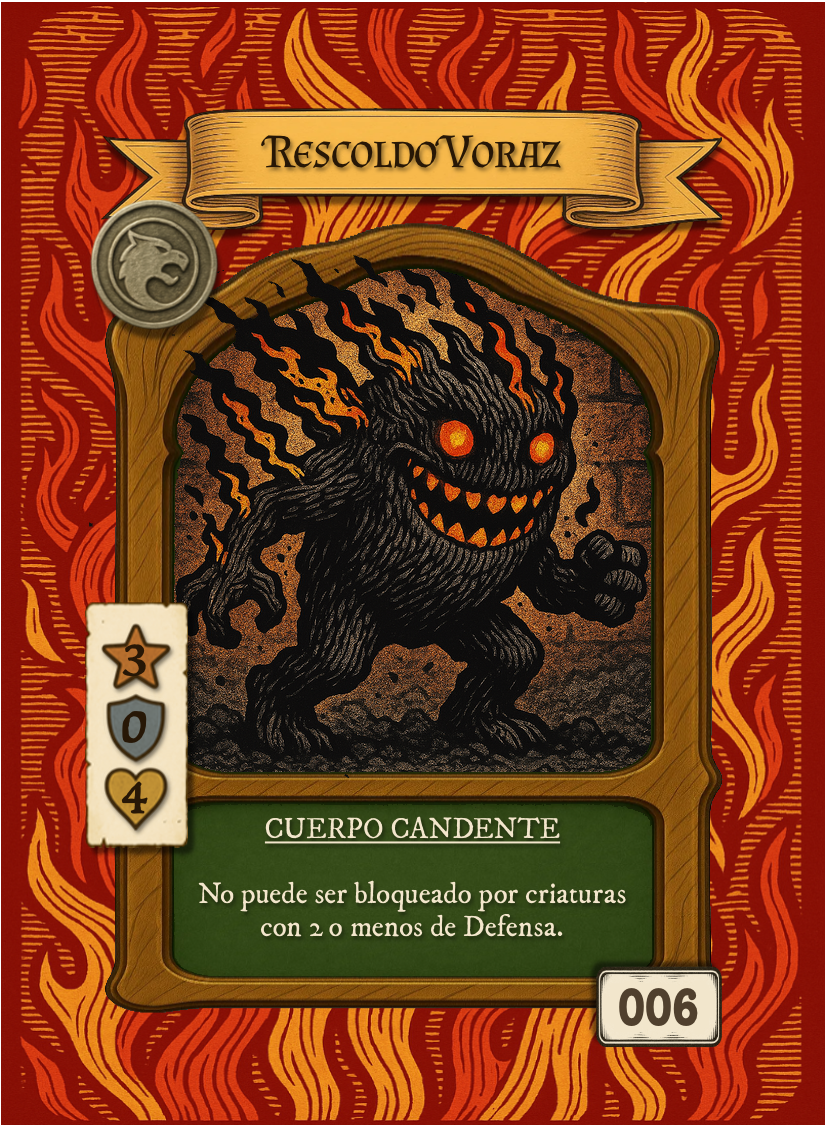 RescoldoVoraz
3
0
4
CUERPO CANDENTE
No puede ser bloqueado por criaturas
con 2 o menos de Defensa.
006